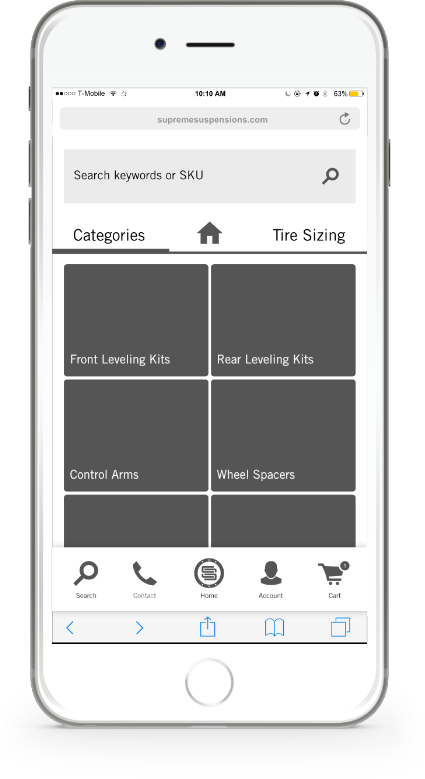 T-Mobile 10:10 AM 63%
supremesuspensions.com
Search keywords or SKU
Categories Tire Sizing
Front Leveling Kits Rear Leveling Kits
Control Arms Wheel Spacers
1
Search Contact Home Account Cart